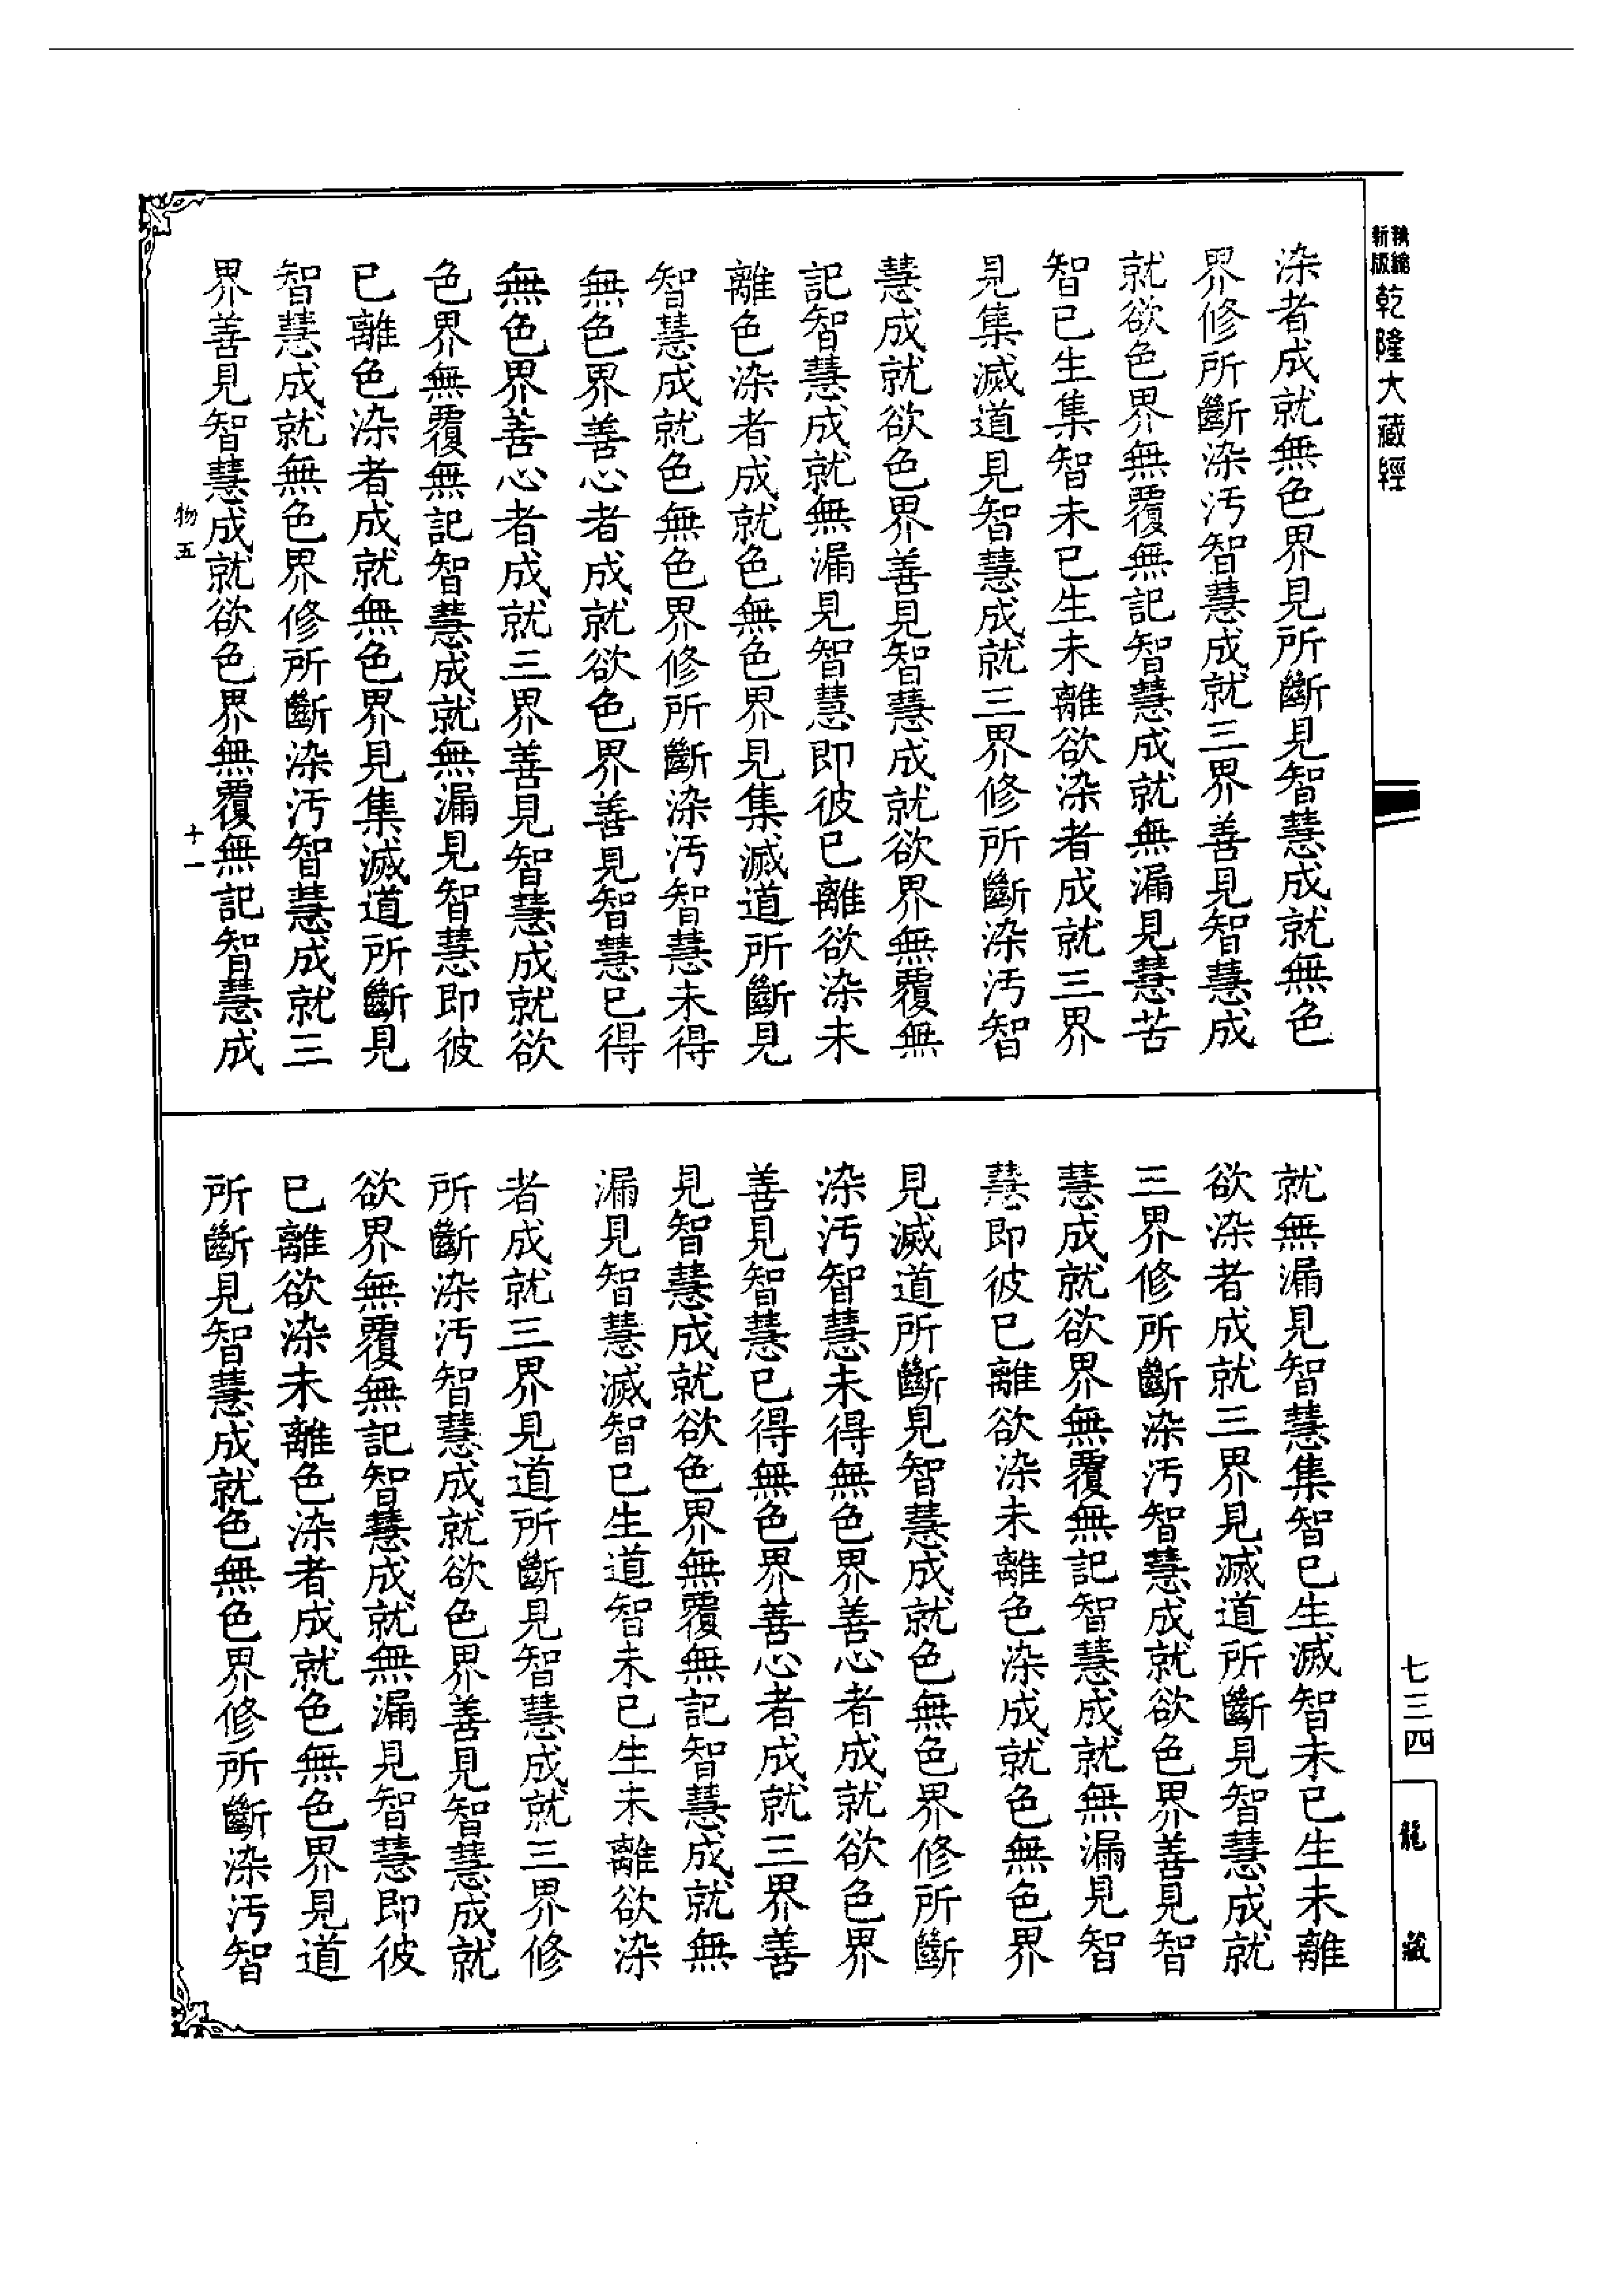 精縮新版乾隆大藏經
染者成就無色界見所斷見智慧成就無色
界修所斷染汚智慧成就三界善見智慧成
就欲色界無覆無記智慧成就無漏見慧苦
智已生集智未已生未離欲染者成就三界
見集滅道見智慧成就三界修所斷染汚智
慧成就欲色界善見智慧成就欲界無覆無
記智慧成就無漏見智慧即彼已離欲染未
離色染者成就色無色界見集滅道所斷見
智慧成就色無色界修所斷染汚智慧未得
無色界善心者成就欲色界善見智慧已得
無色界善心者成就三界善見智慧成就欲
色界無覆無記智慧成就無漏見智慧即彼
已離色染者成就無色界見集滅道所斷見
智慧成就無色界修所斷染汚智慧成就三
界善見智慧成就欲色界無覆無記智慧成
物五
十一
就無漏見智慧集智已生滅智未已生未離
欲染者成就三界見滅道所斷見智慧成就
三界修所斷染汚智慧成就欲色界善見智
慧成就欲界無覆無記智慧成就無漏見智
慧即彼已離欲染未離色染成就色無色界
見滅道所斷見智慧成就色無色界修所斷
染汚智慧未得無色界善心者成就欲色界
善見智慧已得無色界善心者成就三界善
見智慧成就欲色界無覆無記智慧成就無
漏見智慧滅智已生道智未已生未離欲染
者成就三界見道所斷見智慧成就三界修
所斷染汚智慧成就欲色界善見智慧成就
欲界無覆無記智慧成就無漏見智慧即彼
已離欲染未離色染者成就色無色界見道
所斷見智慧成就色無色界修所斷染汚智
七三四
龍藏